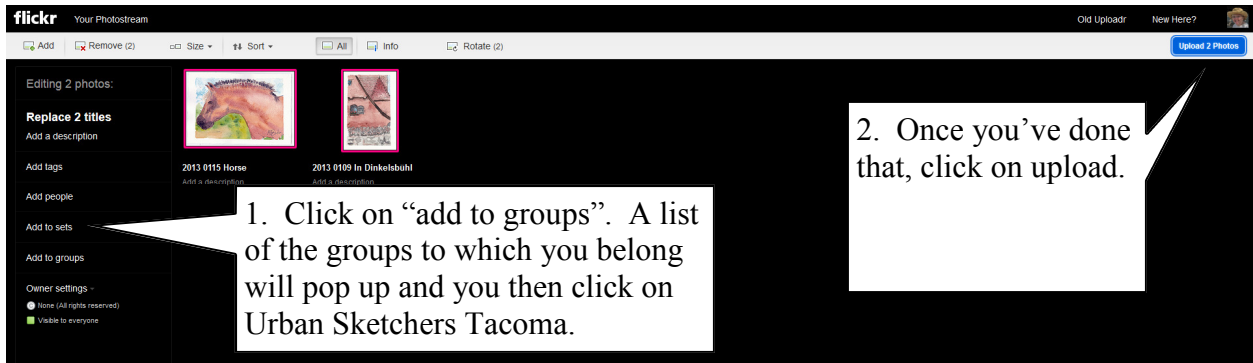 flickr Your Photostream Old Uploadr New Here?
Add Remove (2) Size Sort All Info Rotate (2) Upload 2 Photos
Editing 2 photos:
Replace 2 titles
Add a description
Add tags
Add people
Add to sets
Add to groups
Owner settings -
None (All rights reserved)
Visible to everyone
2013 0115 Horse 2013 0109 In Dinkelsbühl
Add a description Add a description
1. Click on “add to groups”. A list
of the groups to which you belong
will pop up and you then click on
Urban Sketchers Tacoma.
2. Once you’ve done
that, click on upload.